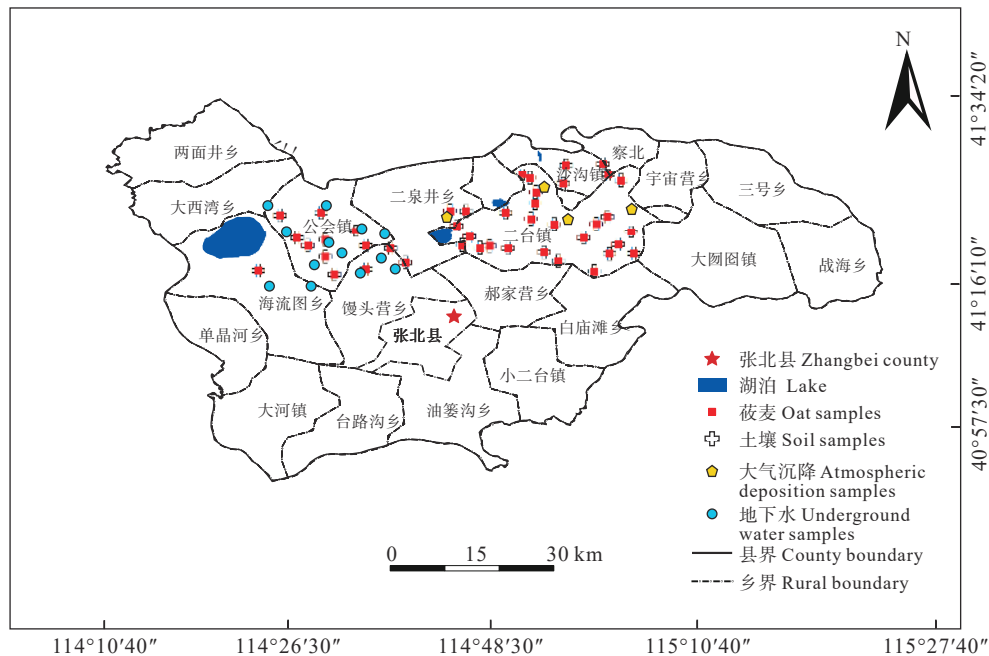 N
41°34′20″
41°16′10″
40°57′30″
两面井乡
察北
沙沟镇
宇宙营乡
三号乡
二泉井乡
大西湾乡
公会镇
二台镇
大囫囵镇
战海乡
海流图乡
馒头营乡
郝家营乡
单晶河乡
张北县
白庙滩乡
小二台镇
大河镇
台路沟乡
油篓沟乡
张北县 Zhangbei county
湖泊 Lake
莜麦 Oat samples
土壤 Soil samples
大气沉降 Atmospheric
deposition samples
地下水 Underground
water samples
县界 County boundary
乡界 Rural boundary
0 15 30 km
114°10′40″ 114°26′30″ 114°48′30″ 115°10′40″ 115°27′40″